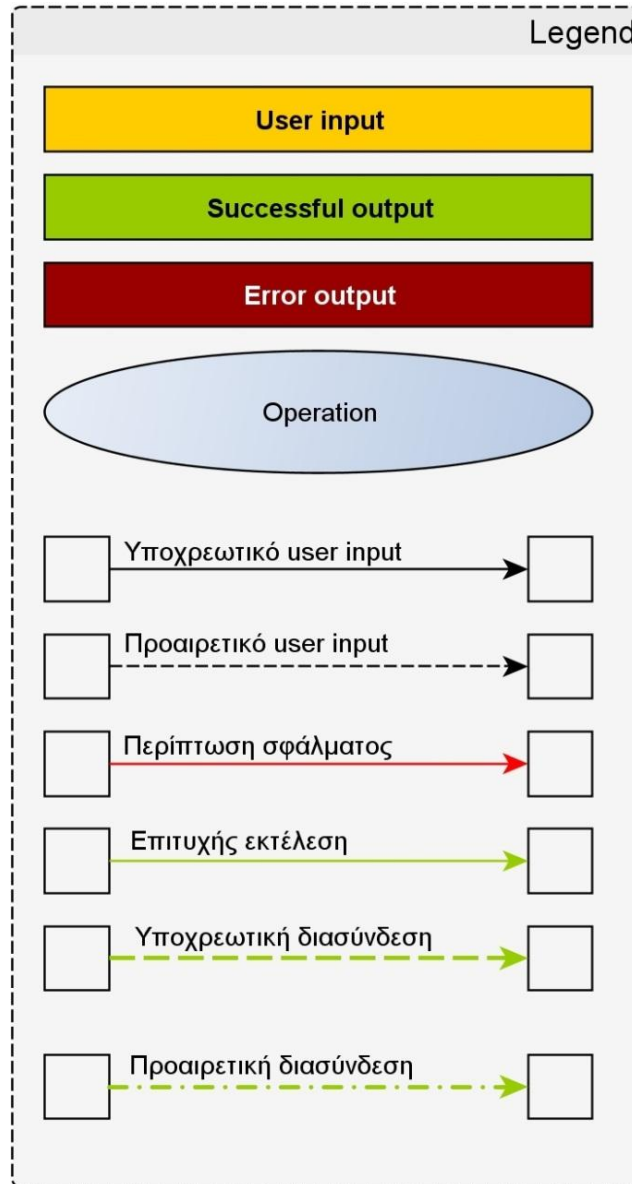 Legend
User input
Successful output
Error output
Operation
Υποχρεωτικό user input
Προαιρετικό user input
Περίπτωση σφάλματος
Επιτυχής εκτέλεση
Υποχρεωτική διασύνδεση
Προαιρετική διασύνδεση